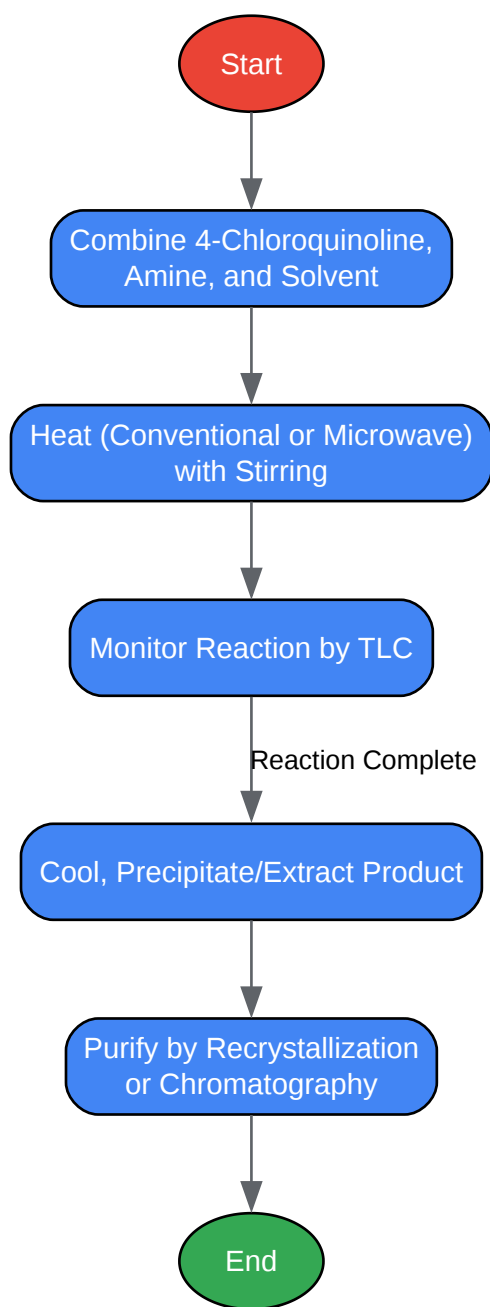 Start
Combine 4-Chloroquinoline,
Amine, and Solvent
Heat (Conventional or Microwave)
with Stirring
Monitor Reaction by TLC
Reaction Complete
Cool, Precipitate/Extract Product
Purify by Recrystallization
or Chromatography
End